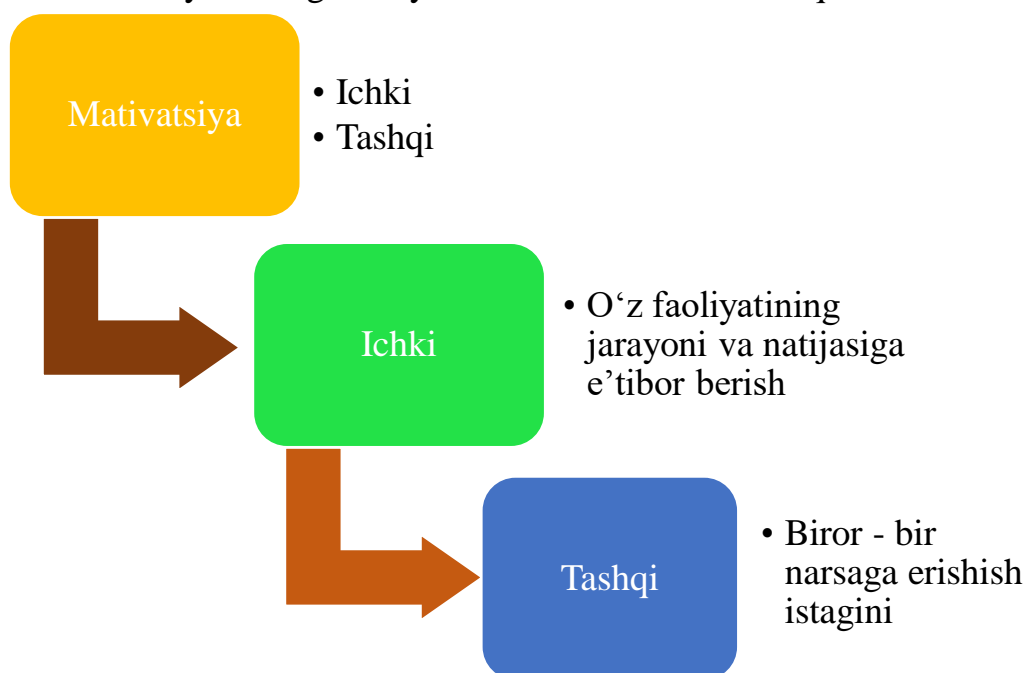 Mativatsiya
• Ichki
• Tashqi
Ichki
• O‘z faoliyatining
jarayoni va natijasiga
e’tibor berish
Tashqi
• Biror - bir
narsaga erishish
istagini